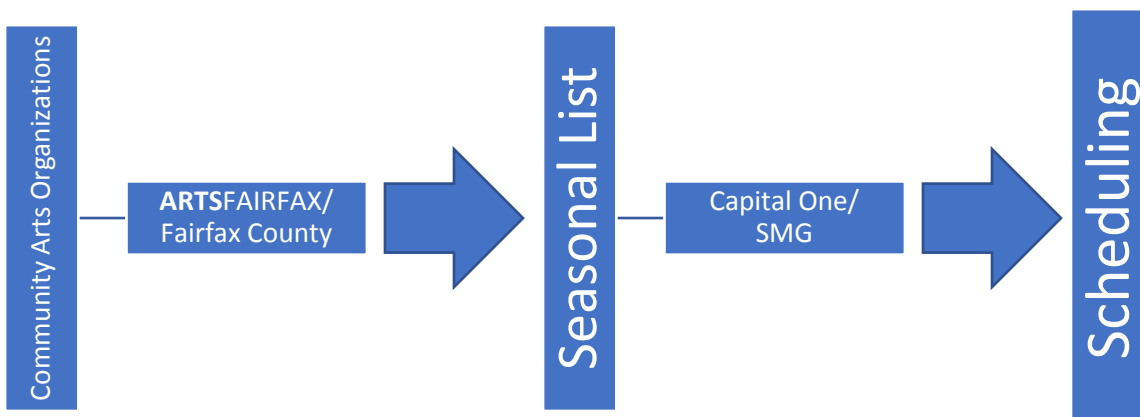 Community Arts Organizations
ARTSFAIRFAX/
Fairfax County
Seasonal List
Capital One/
SMG
Scheduling